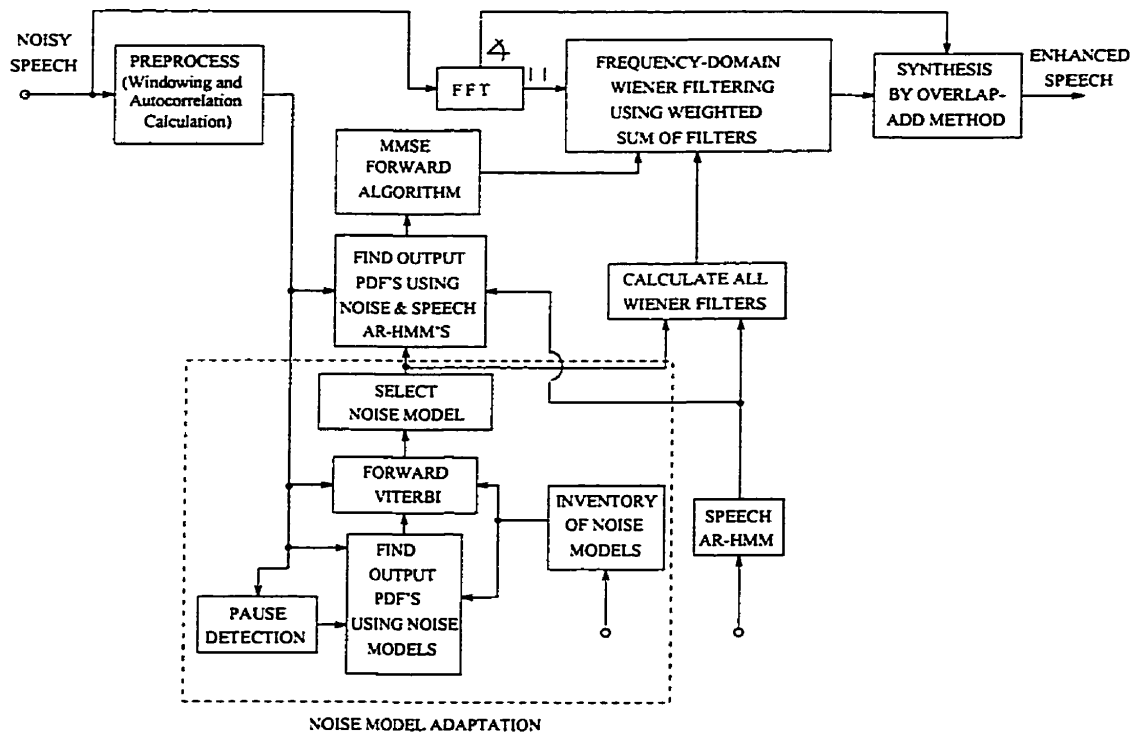 NOISY
SPEECH
PREPROCESS
(Windowing and
Autocorrelation
Calculation)
FFT
∡
| |
FREQUENCY-DOMAIN
WIENER FILTERING
USING WEIGHTED
SUM OF FILTERS
SYNTHESIS
BY OVERLAP-
ADD METHOD
ENHANCED
SPEECH
MMSE
FORWARD
ALGORITHM
FIND OUTPUT
PDF'S USING
NOISE & SPEECH
AR-HMM'S
CALCULATE ALL
WIENER FILTERS
SELECT
NOISE MODEL
FORWARD
VITERBI
INVENTORY
OF NOISE
MODELS
SPEECH
AR-HMM
FIND
OUTPUT
PDF'S
USING NOISE
MODELS
PAUSE
DETECTION
NOISE MODEL ADAPTATION